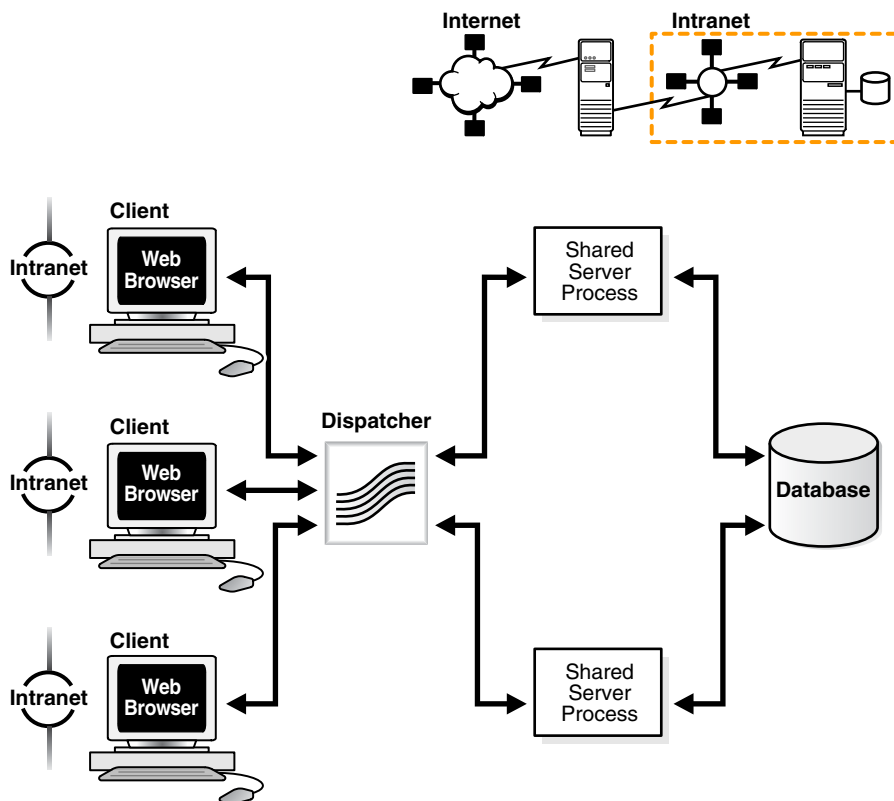 Internet
Intranet
Client
Intranet
Web
Browser
Shared
Server
Process
Client
Intranet
Web
Browser
Dispatcher
Database
Client
Intranet
Web
Browser
Shared
Server
Process